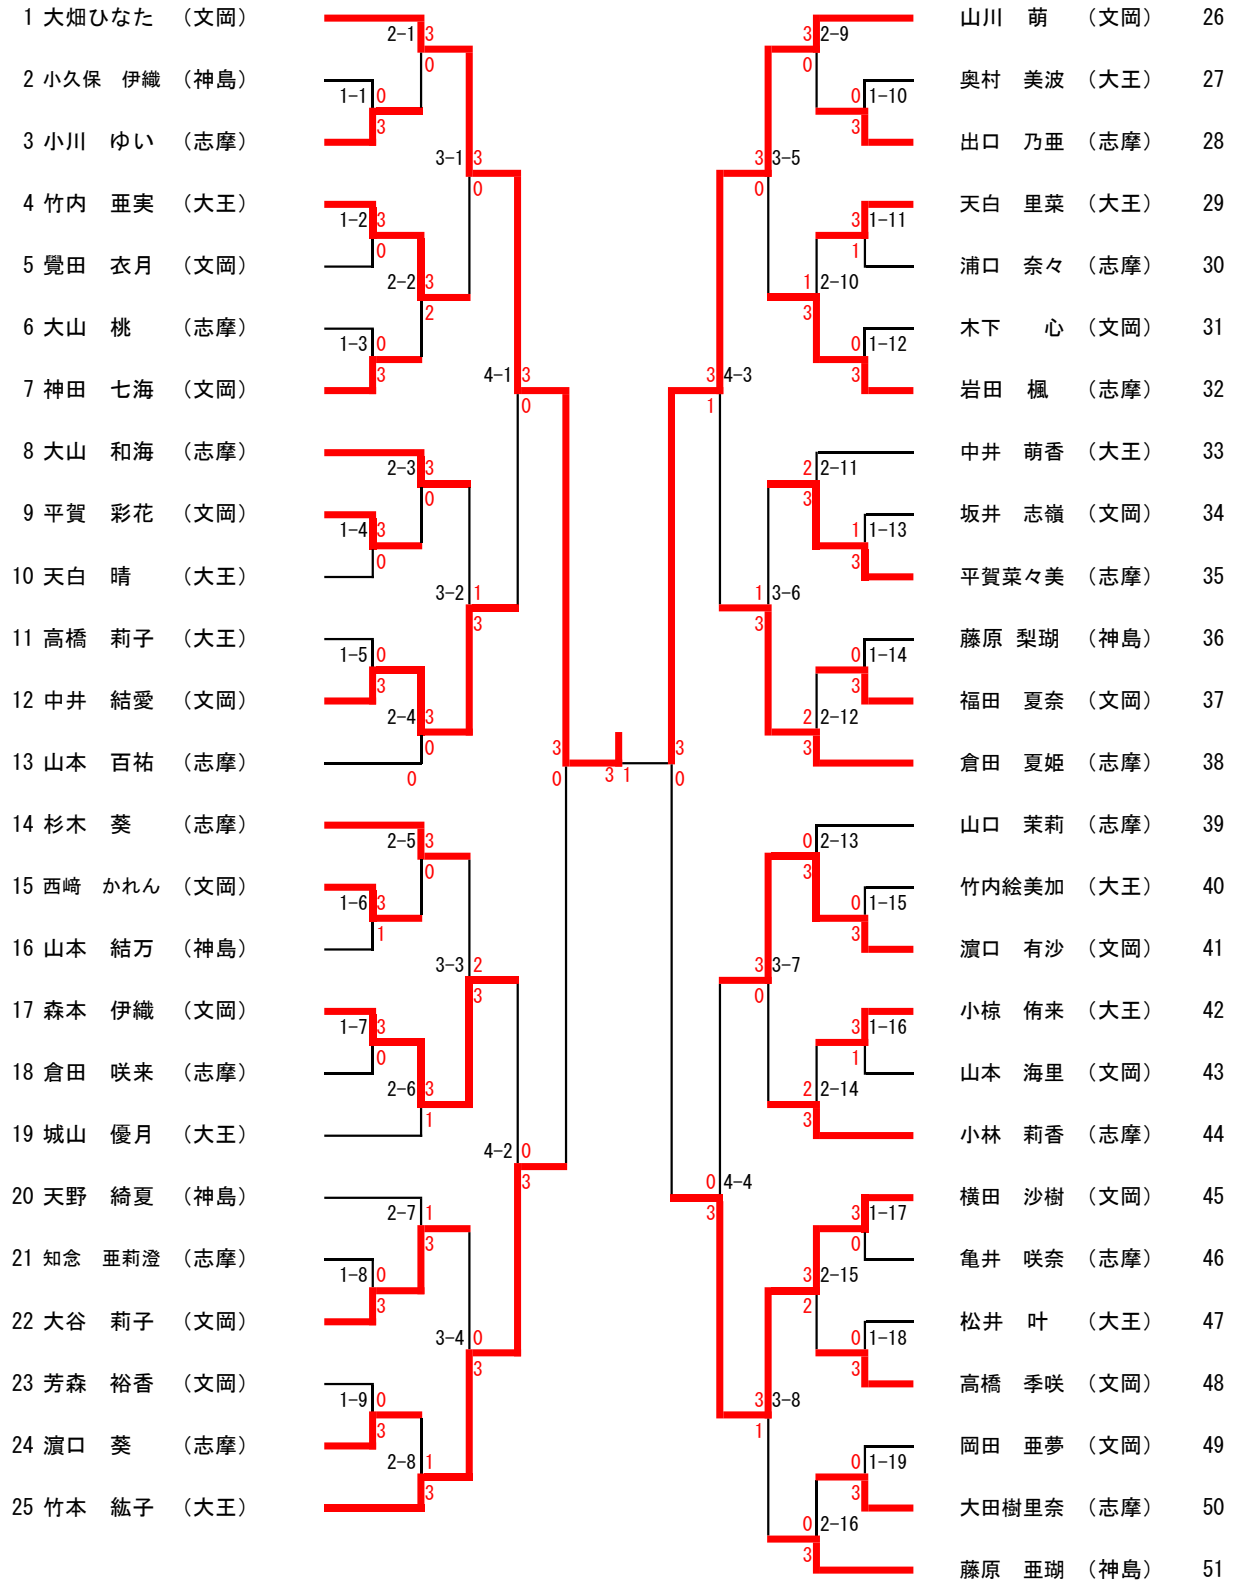 1 大畑ひなた （文岡）
2-1 3
0
2 小久保 伊織 （神島）
1-1 0
3
3 小川 ゆい （志摩）
3-1 3
0
4 竹内 亜実 （大王）
1-2 3
0
5 覺田 衣月 （文岡）
2-2 3
2
6 大山 桃 （志摩）
1-3 0
3
7 神田 七海 （文岡）
4-1 3
0
8 大山 和海 （志摩）
2-3 3
0
9 平賀 彩花 （文岡）
1-4 3
0
10 天白 晴 （大王）
3-2 1
3
11 高橋 莉子 （大王）
1-5 0
3
12 中井 結愛 （文岡）
2-4 3
0
13 山本 百祐 （志摩）
0
3
0
3 1
14 杉木 葵 （志摩）
2-5 3
0
15 西﨑 かれん （文岡）
1-6 3
1
16 山本 結万 （神島）
3-3 2
3
17 森本 伊織 （文岡）
1-7 3
0
18 倉田 咲来 （志摩）
2-6 3
1
19 城山 優月 （大王）
4-2 0
3
20 天野 綺夏 （神島）
2-7 1
3
21 知念 亜莉澄 （志摩）
1-8 0
3
22 大谷 莉子 （文岡）
3-4 0
3
23 芳森 裕香 （文岡）
1-9 0
3
24 濵口 葵 （志摩）
2-8 1
3
25 竹本 紘子 （大王）
山川 萌 （文岡） 26
3 2-9
0
奥村 美波 （大王） 27
0 1-10
3
出口 乃亜 （志摩） 28
3 3-5
0
天白 里菜 （大王） 29
3 1-11
1
浦口 奈々 （志摩） 30
1 2-10
3
木下 心 （文岡） 31
0 1-12
3
岩田 楓 （志摩） 32
3 4-3
1
中井 萌香 （大王） 33
2 2-11
3
坂井 志嶺 （文岡） 34
1 1-13
3
平賀菜々美 （志摩） 35
1 3-6
3
藤原 梨瑚 （神島） 36
0 1-14
3
福田 夏奈 （文岡） 37
2 2-12
3
倉田 夏姫 （志摩） 38
3
0
山口 茉莉 （志摩） 39
0 2-13
3
竹内絵美加 （大王） 40
0 1-15
3
濵口 有沙 （文岡） 41
3 3-7
0
小椋 侑来 （大王） 42
3 1-16
1
山本 海里 （文岡） 43
2 2-14
3
小林 莉香 （志摩） 44
0 4-4
3
横田 沙樹 （文岡） 45
3 1-17
0
亀井 咲奈 （志摩） 46
3 2-15
2
松井 叶 （大王） 47
0 1-18
3
高橋 季咲 （文岡） 48
3 3-8
1
岡田 亜夢 （文岡） 49
0 1-19
3
大田樹里奈 （志摩） 50
0 2-16
3
藤原 亜瑚 （神島） 51